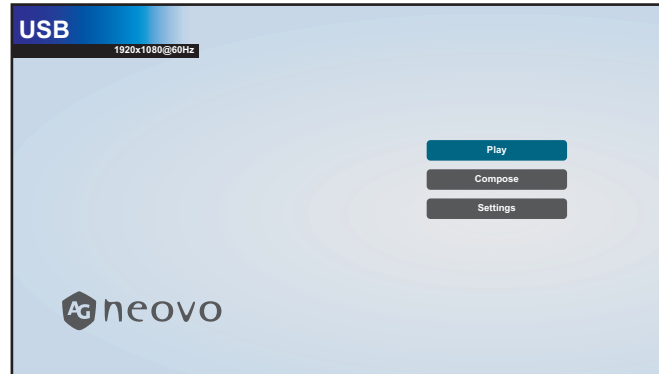 USB
1920x1080@60Hz
Play
Compose
Settings
AG neovo